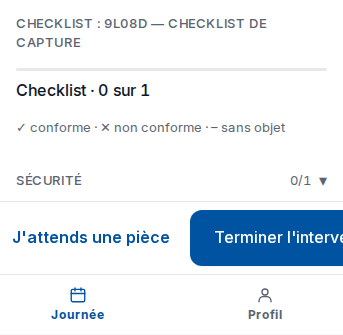 CHECKLIST : 9L08D — CHECKLIST DE
CAPTURE
Checklist · 0 sur 1
✓ conforme · ✕ non conforme · – sans objet
SÉCURITÉ 0/1 ▼
J'attends une pièce Terminer l'interve
Journée Profil